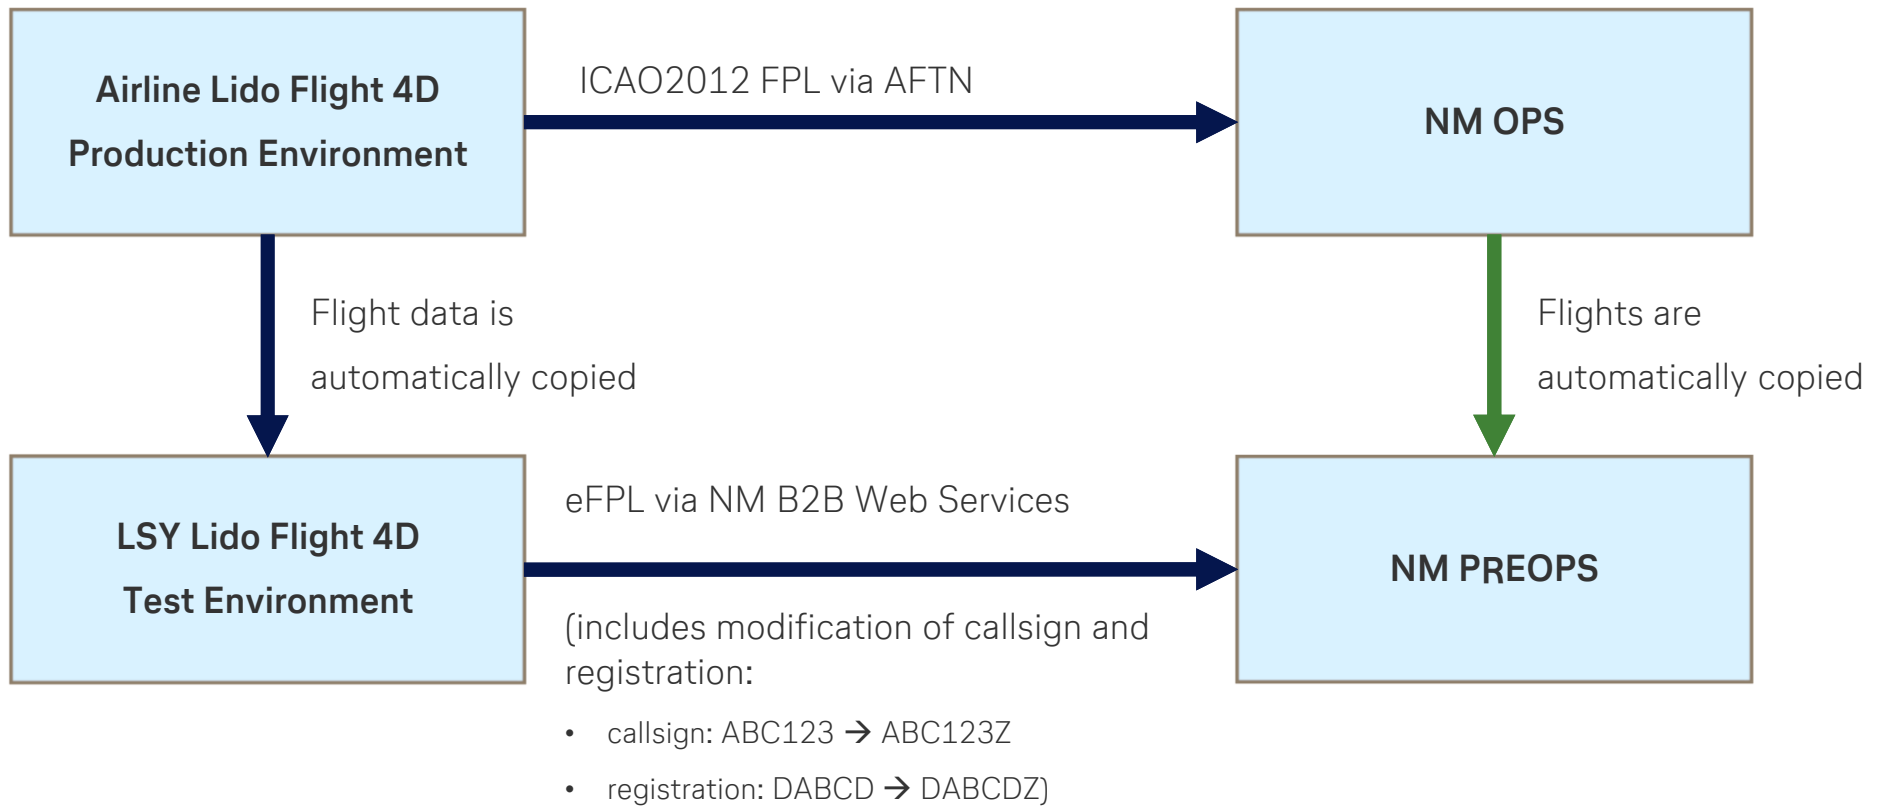 Airline Lido Flight 4D
Production Environment
ICAO2012 FPL via AFTN
NM OPS
Flight data is
automatically copied
Flights are
automatically copied
LSY Lido Flight 4D
Test Environment
eFPL via NM B2B Web Services
NM PREOPS
(includes modification of callsign and
registration:
• callsign: ABC123 → ABC123Z
• registration: DABCD → DABCDZ)